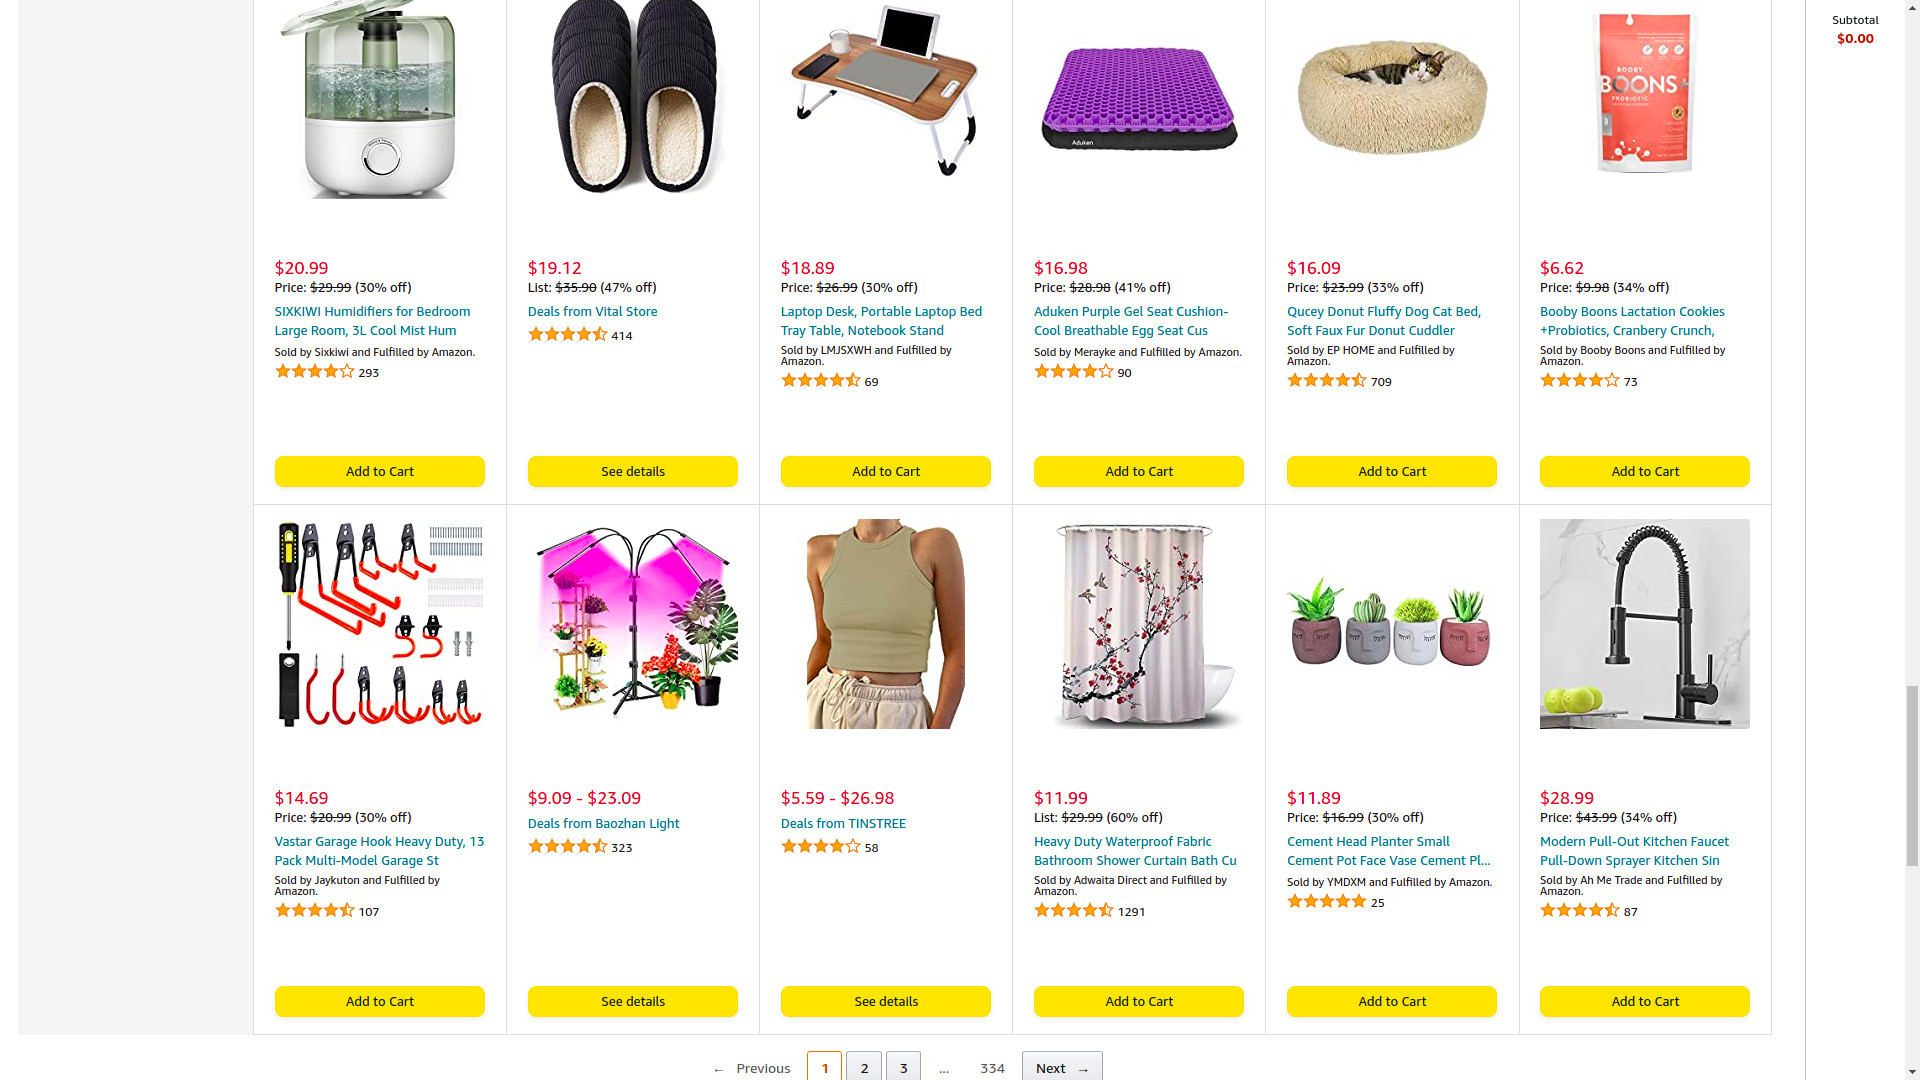 Subtotal
$0.00
Aduken
BOOBY
BOONS+
PROBIOTIC
$20.99
Price: $29.99 (30% off)
SIXKIWI Humidifiers for Bedroom
Large Room, 3L Cool Mist Hum
Sold by Sixkiwi and Fulfilled by Amazon.
293
Add to Cart
$19.12
List: $35.90 (47% off)
Deals from Vital Store
414
See details
$18.89
Price: $26.99 (30% off)
Laptop Desk, Portable Laptop Bed
Tray Table, Notebook Stand
Sold by LMJSXWH and Fulfilled by
Amazon.
69
Add to Cart
$16.98
Price: $28.98 (41% off)
Aduken Purple Gel Seat Cushion-
Cool Breathable Egg Seat Cus
Sold by Merayke and Fulfilled by Amazon.
90
Add to Cart
$16.09
Price: $23.99 (33% off)
Qucey Donut Fluffy Dog Cat Bed,
Soft Faux Fur Donut Cuddler
Sold by EP HOME and Fulfilled by
Amazon.
709
Add to Cart
$6.62
Price: $9.98 (34% off)
Booby Boons Lactation Cookies
+Probiotics, Cranbery Crunch,
Sold by Booby Boons and Fulfilled by
Amazon.
73
Add to Cart
$14.69
Price: $20.99 (30% off)
Vastar Garage Hook Heavy Duty, 13
Pack Multi-Model Garage St
Sold by Jaykuton and Fulfilled by
Amazon.
107
Add to Cart
$9.09 - $23.09
Deals from Baozhan Light
323
See details
$5.59 - $26.98
Deals from TINSTREE
58
See details
$11.99
List: $29.99 (60% off)
Heavy Duty Waterproof Fabric
Bathroom Shower Curtain Bath Cu
Sold by Adwaita Direct and Fulfilled by
Amazon.
1291
Add to Cart
$11.89
Price: $16.99 (30% off)
Cement Head Planter Small
Cement Pot Face Vase Cement Pl...
Sold by YMDXM and Fulfilled by Amazon.
25
Add to Cart
$28.99
Price: $43.99 (34% off)
Modern Pull-Out Kitchen Faucet
Pull-Down Sprayer Kitchen Sin
Sold by Ah Me Trade and Fulfilled by
Amazon.
87
Add to Cart
← Previous 1 2 3 ... 334 Next →